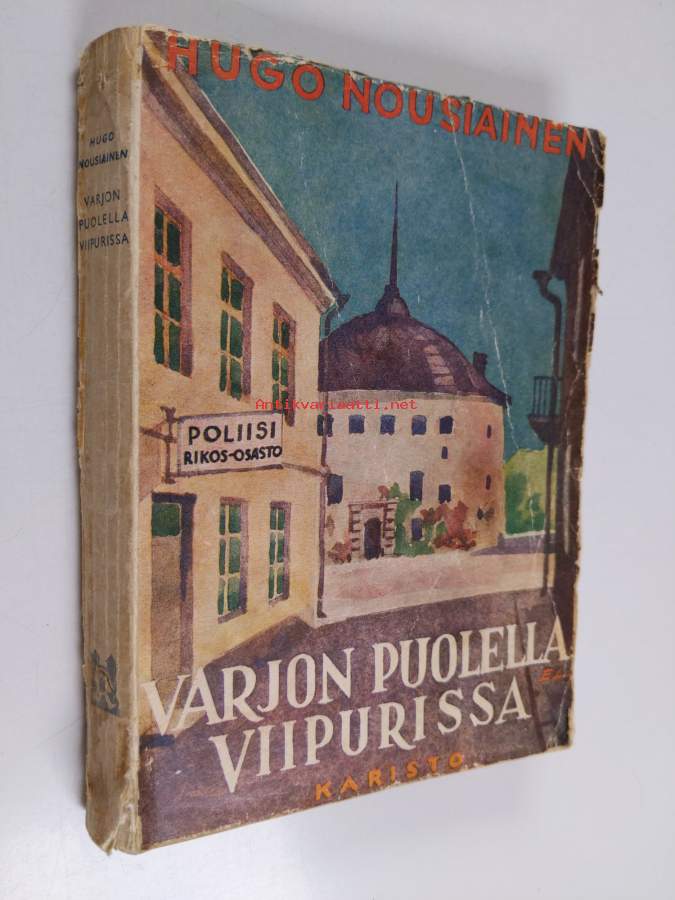 HUGO NOUSIAINEN
HUGO
NOUSIAINEN
VARJON
PUOLELLA
VIIPURISSA
Antikvariaatti.net
POLIISI
RIKOS-OSASTO
VARJON PUOLELLA
VIIPURISSA
KARISTO